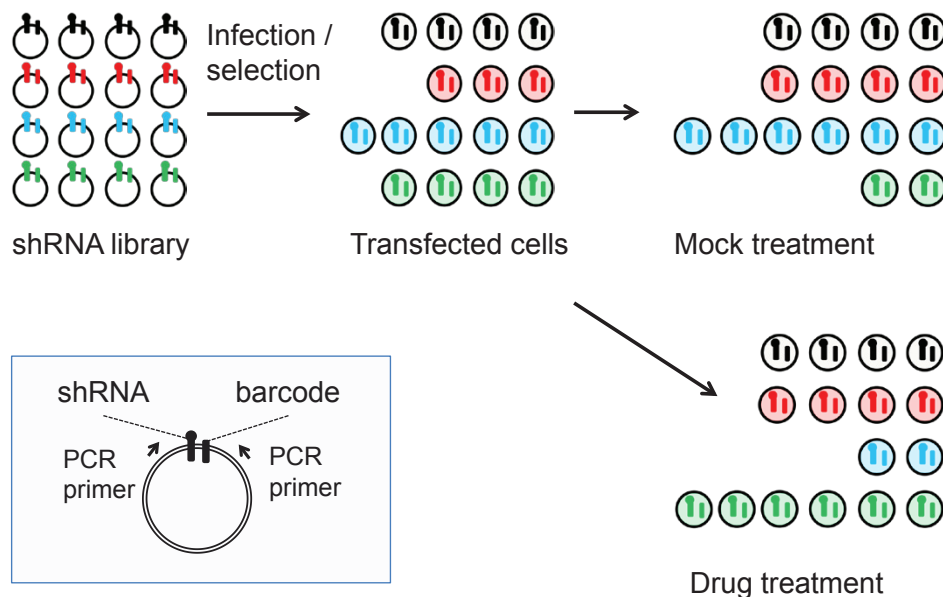 Infection /
selection
shRNA library
Transfected cells
Mock treatment
shRNA
barcode
PCR
primer
PCR
primer
Drug treatment